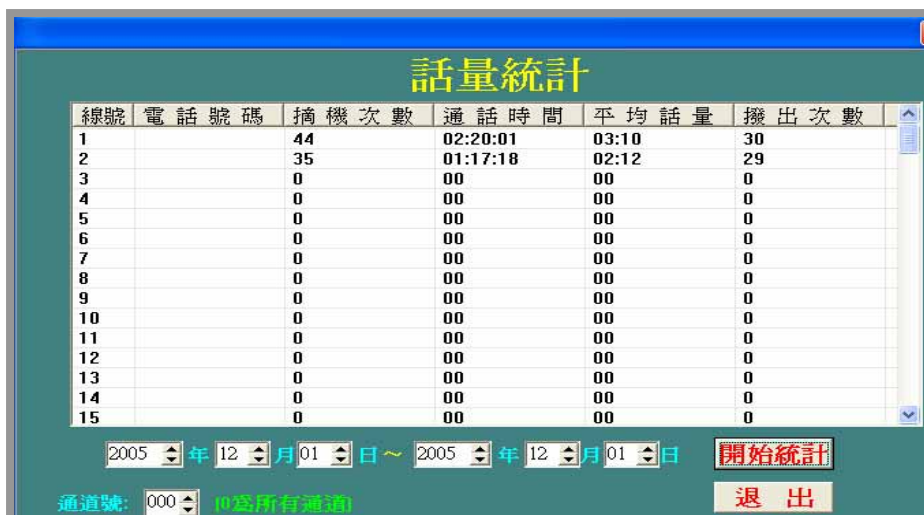 話量統計
線號 電話號碼 摘機次數 通話時間 平均話量 撥出次數
1 44 02:20:01 03:10 30
2 35 01:17:18 02:12 29
3 0 00 00 0
4 0 00 00 0
5 0 00 00 0
6 0 00 00 0
7 0 00 00 0
8 0 00 00 0
9 0 00 00 0
10 0 00 00 0
11 0 00 00 0
12 0 00 00 0
13 0 00 00 0
14 0 00 00 0
15 0 00 00 0
2005 年 12 月 01 日 ~ 2005 年 12 月 01 日 開始統計
通道號: 000 (0為所有通道) 退出